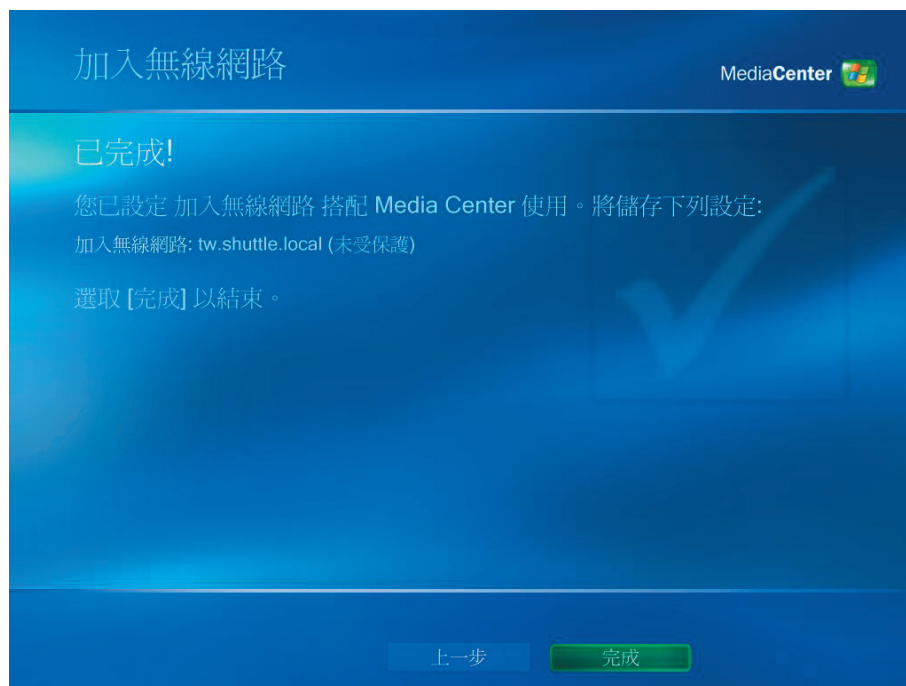 加入無線網路
MediaCenter
已完成!
您已設定 加入無線網路 搭配 Media Center 使用。將儲存下列設定:
加入無線網路: tw.shuttle.local (未受保護)
選取 [完成] 以結束。
上一步
完成